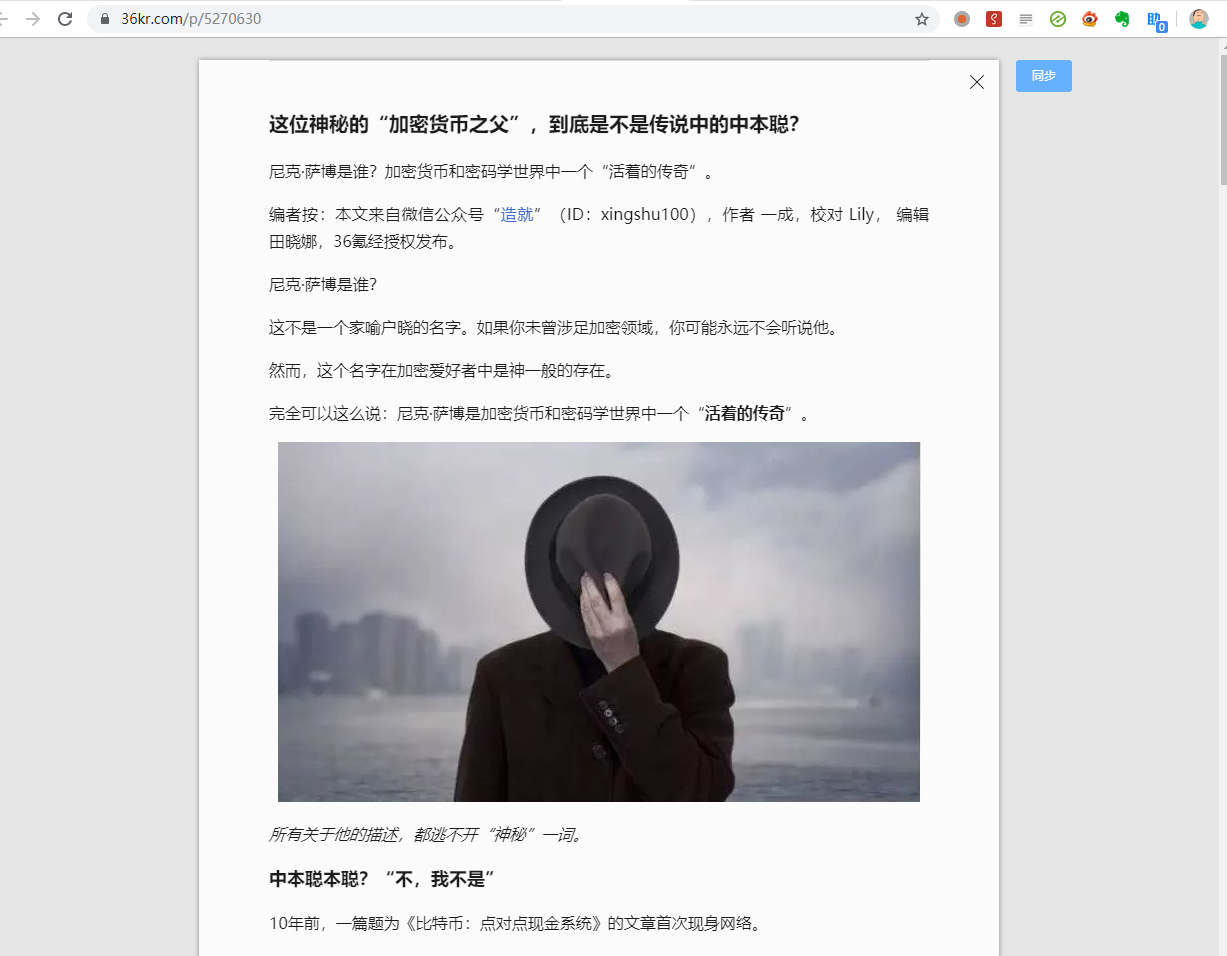 36kr.com/p/5270630
助
0
同步
这位神秘的“加密货币之父”，到底是不是传说中的中本聪？
尼克·萨博是谁？加密货币和密码学世界中一个“活着的传奇”。
编者按：本文来自微信公众号“造就”（ID：xingshu100），作者 一成，校对 Lily， 编辑
田晓娜，36氪经授权发布。
尼克·萨博是谁？
这不是一个家喻户晓的名字。如果你未曾涉足加密领域，你可能永远不会听说他。
然而，这个名字在加密爱好者中是神一般的存在。
完全可以这么说：尼克·萨博是加密货币和密码学世界中一个“活着的传奇”。
所有关于他的描述，都逃不开“神秘”一词。
中本聪本聪？“不，我不是”
10年前，一篇题为《比特币：点对点现金系统》的文章首次现身网络。